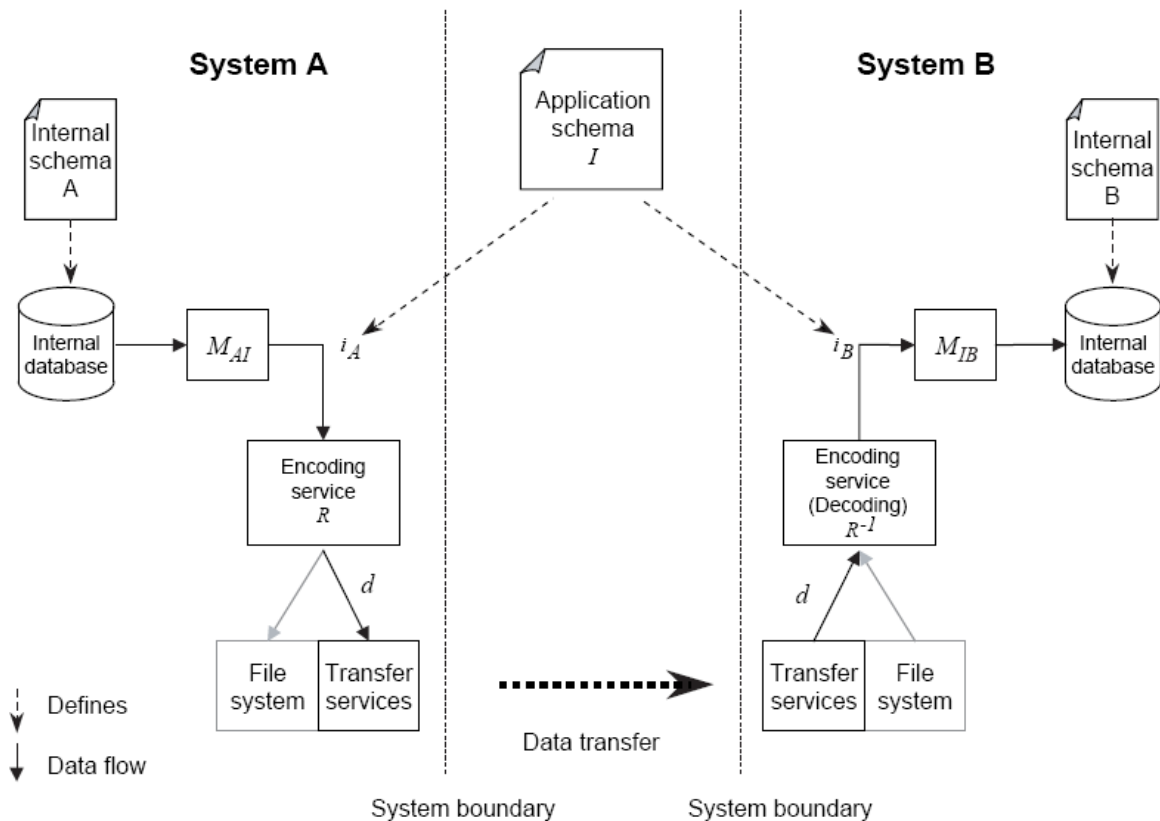 System A
Internal
schema
A
Internal
database
M_AI
i_A
Encoding
service
R
d
File
system
Transfer
services
Defines
Data flow
Application
schema
I
Data transfer
System boundary
System boundary
System B
Internal
schema
B
i_B
M_IB
Internal
database
Encoding
service
(Decoding)
R^-1
d
Transfer
services
File
system